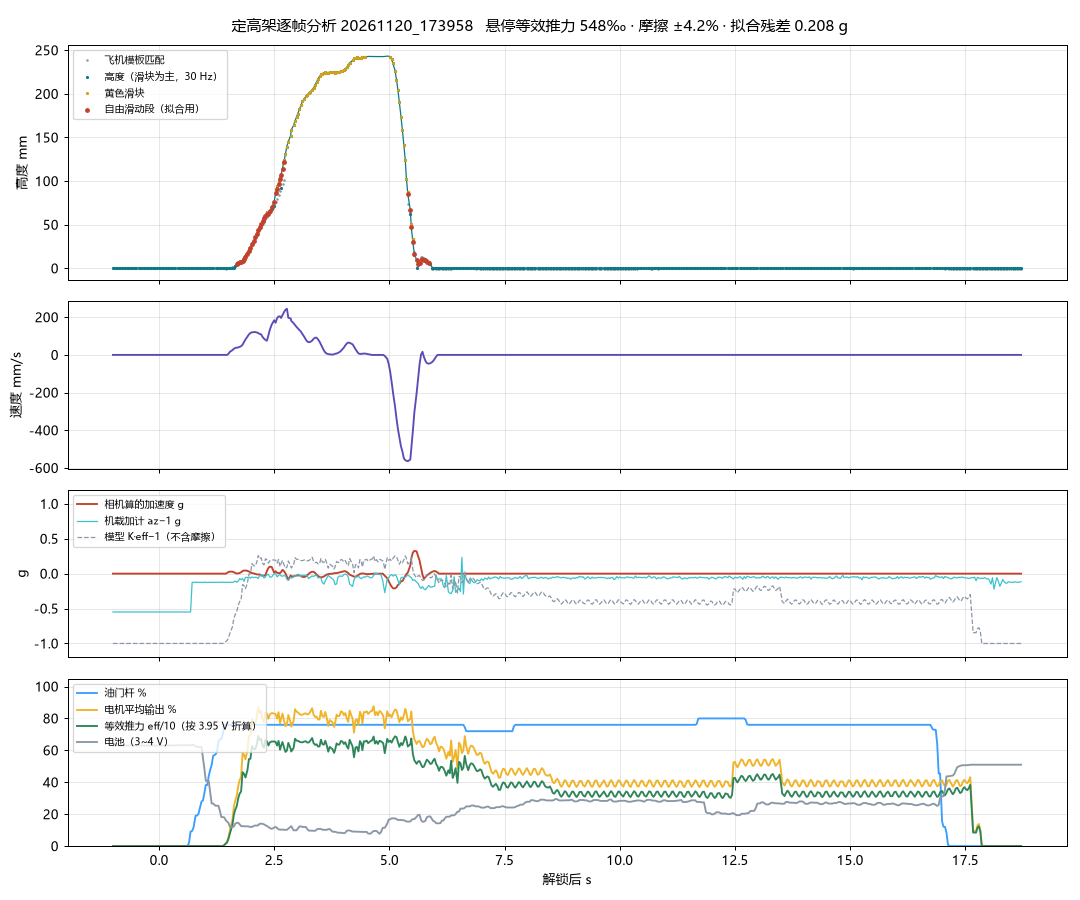 定高架逐帧分析 20261120_173958   悬停等效推力 548‰ · 摩擦 ±4.2% · 拟合残差 0.208 g
250
200
150
100
50
0
高度 mm
飞机模板匹配
高度（滑块为主，30 Hz）
黄色滑块
自由滑动段（拟合用）
200
0
-200
-400
-600
速度 mm/s
1.0
0.5
0.0
-0.5
-1.0
g
相机算的加速度 g
机载加计 az−1 g
模型 K·eff−1（不含摩擦）
100
80
60
40
20
0
油门杆 %
电机平均输出 %
等效推力 eff/10（按 3.95 V 折算）
电池（3~4 V）
0.0
2.5
5.0
7.5
10.0
12.5
15.0
17.5
解锁后 s